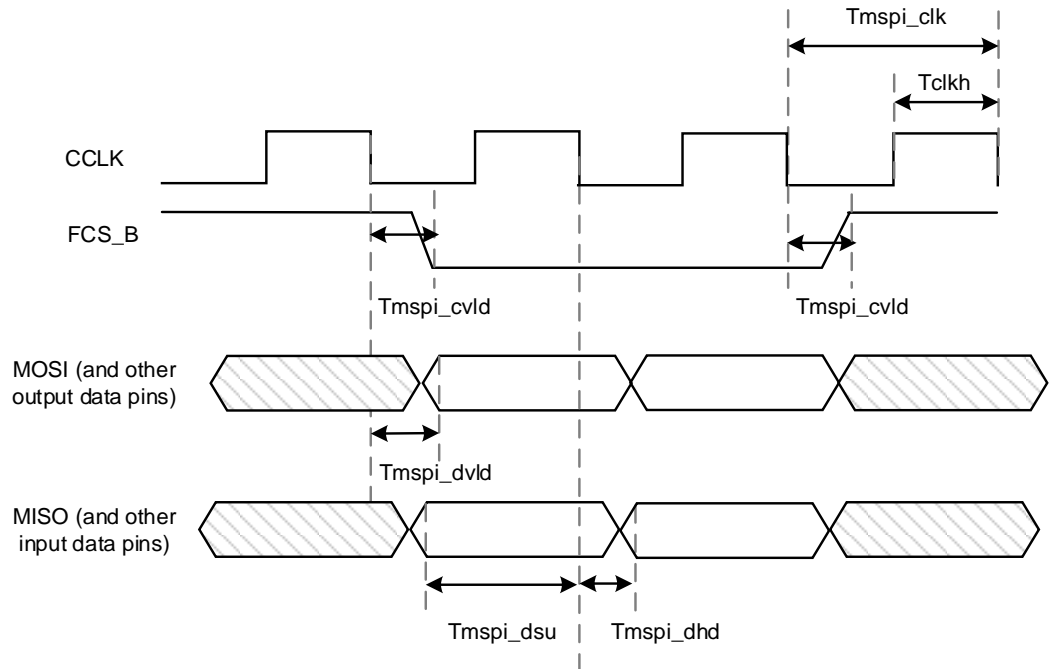 Tmspi_clk
Tclkh
CCLK
FCS_B
Tmspi_cvld
Tmspi_cvld
MOSI (and other
output data pins)
Tmspi_dvld
MISO (and other
input data pins)
Tmspi_dsu
Tmspi_dhd